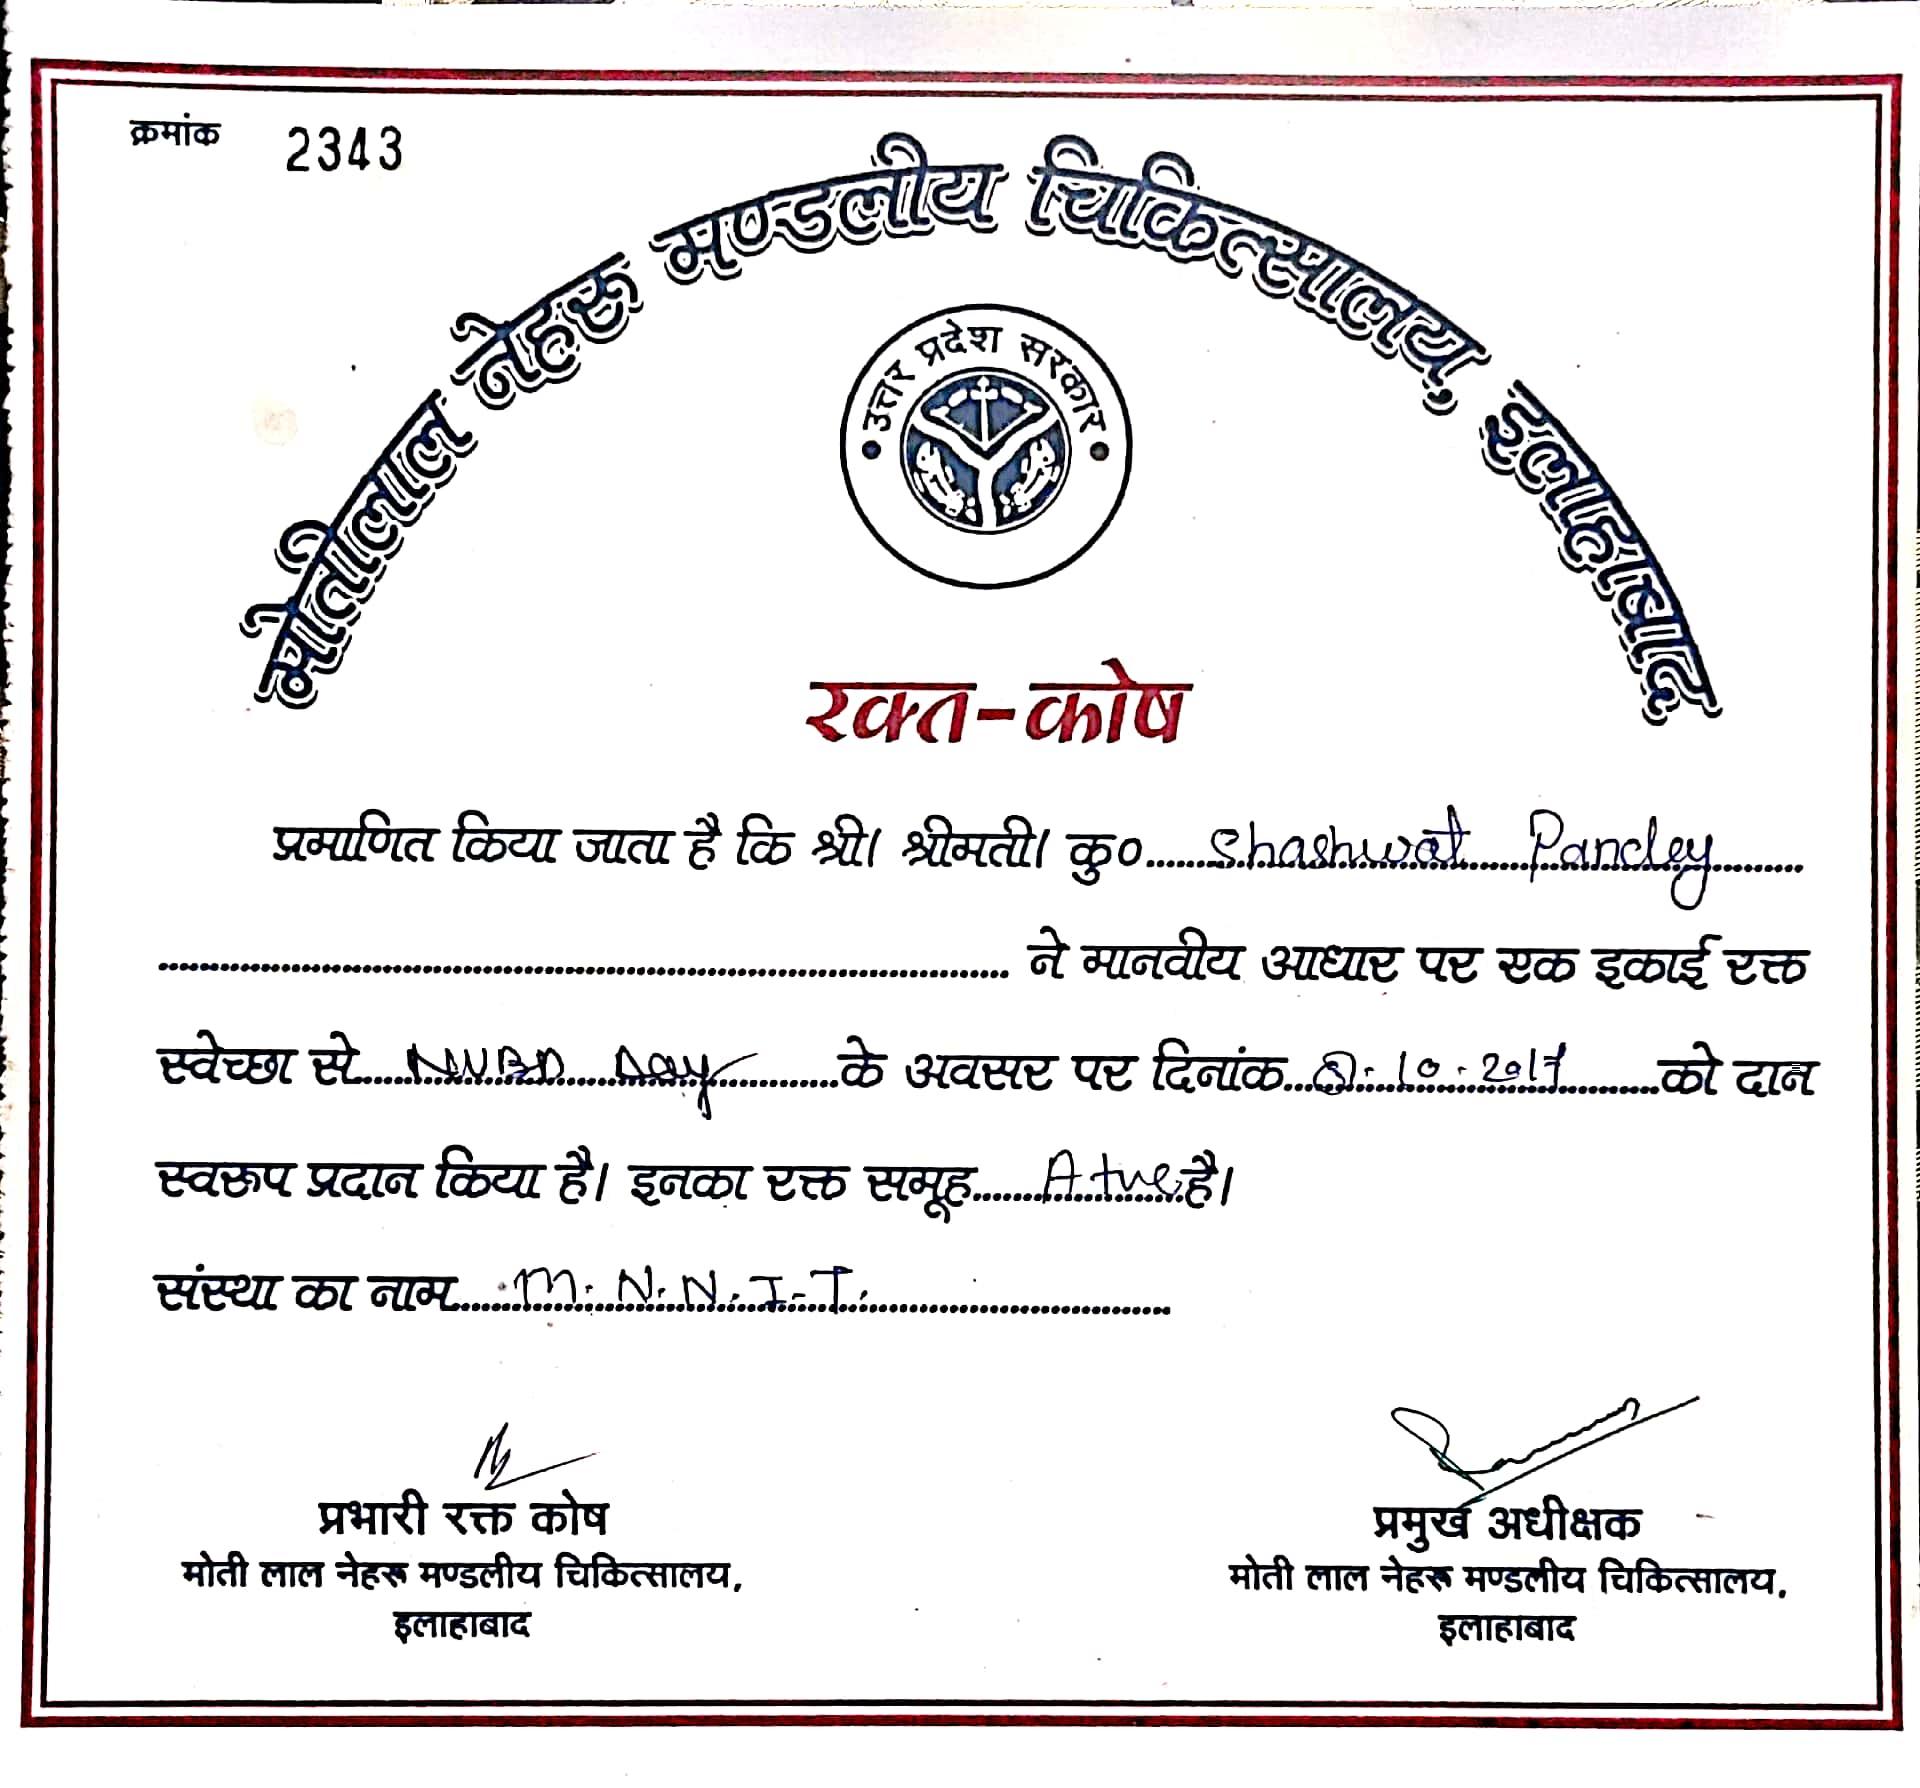 क्रमांक 2343
मोतीलाल नेहरू मण्डलीय चिकित्सालय, इलाहाबाद
उत्तर प्रदेश सरकार
रक्त-कोष
प्रमाणित किया जाता है कि श्री। श्रीमती। कु०...... Shashwat Pandey
ने मानवीय आधार पर एक इकाई रक्त
स्वेच्छा से.... NVBD Day ....के अवसर पर दिनांक... 10.2017 ....को दान
स्वरूप प्रदान किया है। इनका रक्त समूह.... A+ve है।
संस्था का नाम.... M.N.N.I.T.
प्रभारी रक्त कोष
मोती लाल नेहरू मण्डलीय चिकित्सालय,
इलाहाबाद
प्रमुख अधीक्षक
मोती लाल नेहरू मण्डलीय चिकित्सालय,
इलाहाबाद